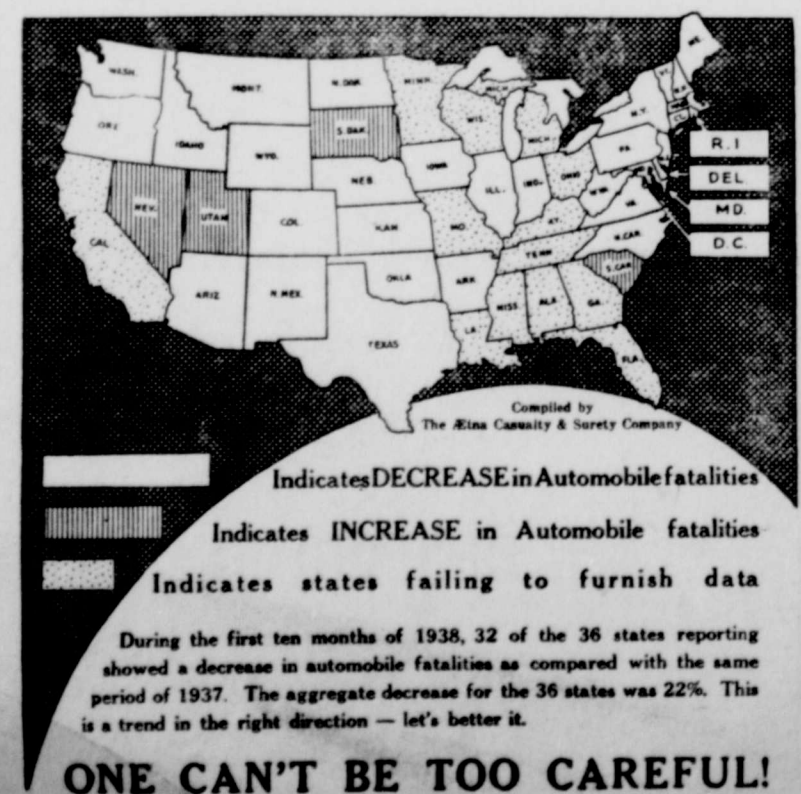 ME.
WASH.
MONT.
N. DAK.
MINN.
MICH.
VT.
N.H.
ORE.
IDAHO
S. DAK.
WIS.
MICH.
N.Y.
CT.
R. I
WYO.
IOWA
PA.
DEL
NEB.
ILL.
IND.
OHIO
W.VA.
MD.
NEV.
UTAH
COL.
KAN.
MO.
KY.
VA.
D. C.
CAL.
TENN.
N.CAR.
ARIZ.
N. MEX.
OKLA
ARK.
S.CAR.
MISS.
ALA.
GA.
TEXAS
LA.
FLA.
Compiled by
The Ætna Casualty & Surety Company
Indicates DECREASE in Automobile fatalities
Indicates INCREASE in Automobile fatalities
Indicates states failing to furnish data
During the first ten months of 1938, 32 of the 36 states reporting
showed a decrease in automobile fatalities as compared with the same
period of 1937. The aggregate decrease for the 36 states was 22%. This
is a trend in the right direction — let's better it.
ONE CAN'T BE TOO CAREFUL!